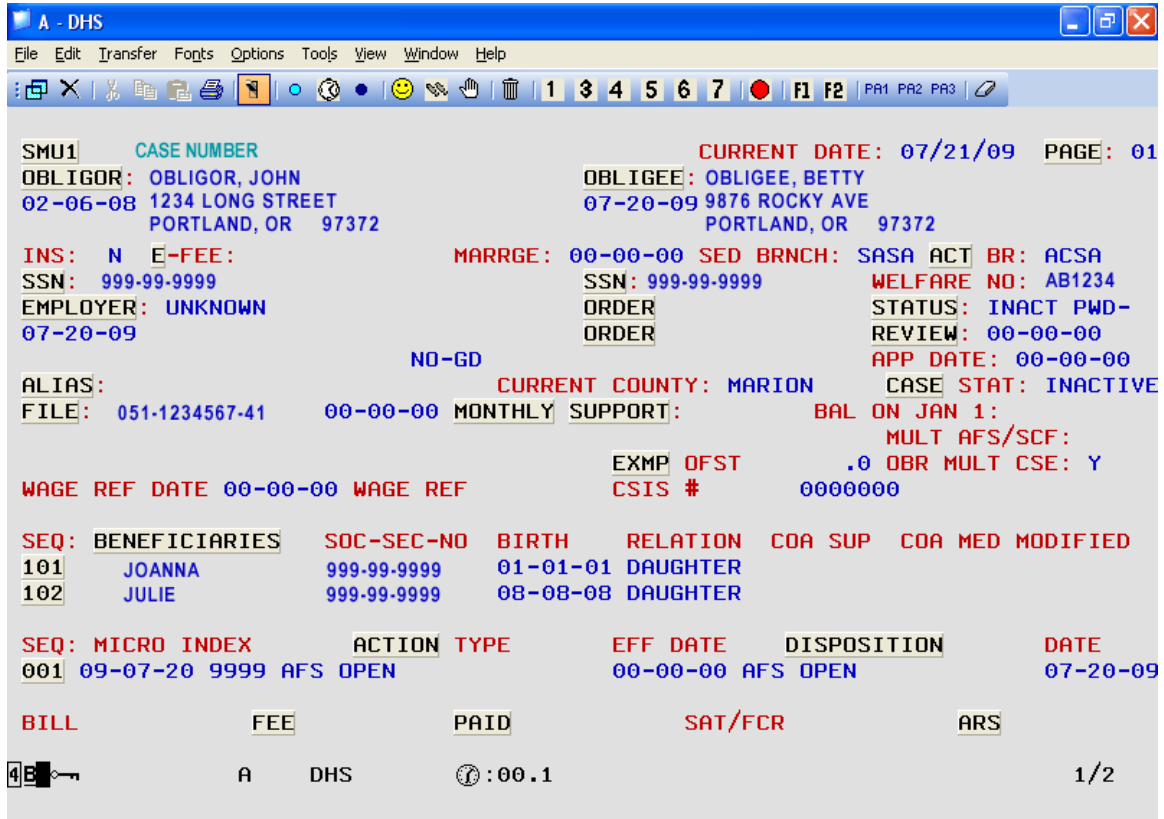 A - DHS
File Edit Transfer Fonts Options Tools View Window Help
1 3 4 5 6 7 F1 F2 PA1 PA2 PA3
SMU1 CASE NUMBER CURRENT DATE: 07/21/09 PAGE: 01
OBLIGOR: OBLIGOR, JOHN OBLIGEE: OBLIGEE, BETTY
02-06-08 1234 LONG STREET 07-20-09 9876 ROCKY AVE
PORTLAND, OR 97372 PORTLAND, OR 97372
INS: N E-FEE: MARRGE: 00-00-00 SED BRNCH: SASA ACT BR: ACSA
SSN: 999-99-9999 SSN: 999-99-9999 WELFARE NO: AB1234
EMPLOYER: UNKNOWN ORDER STATUS: INACT PWD-
07-20-09 ORDER REVIEW: 00-00-00
NO-GD APP DATE: 00-00-00
ALIAS: CURRENT COUNTY: MARION CASE STAT: INACTIVE
FILE: 051-1234567-41 00-00-00 MONTHLY SUPPORT: BAL ON JAN 1:
MULT AFS/SCF:
EXMP OFST .0 OBR MULT CSE: Y
WAGE REF DATE 00-00-00 WAGE REF CSIS # 0000000
SEQ: BENEFICIARIES SOC-SEC-NO BIRTH RELATION COA SUP COA MED MODIFIED
101 JOANNA 999-99-9999 01-01-01 DAUGHTER
102 JULIE 999-99-9999 08-08-08 DAUGHTER
SEQ: MICRO INDEX ACTION TYPE EFF DATE DISPOSITION DATE
001 09-07-20 9999 AFS OPEN 00-00-00 AFS OPEN 07-20-09
BILL FEE PAID SAT/FCR ARS
4B A DHS :00.1 1/2